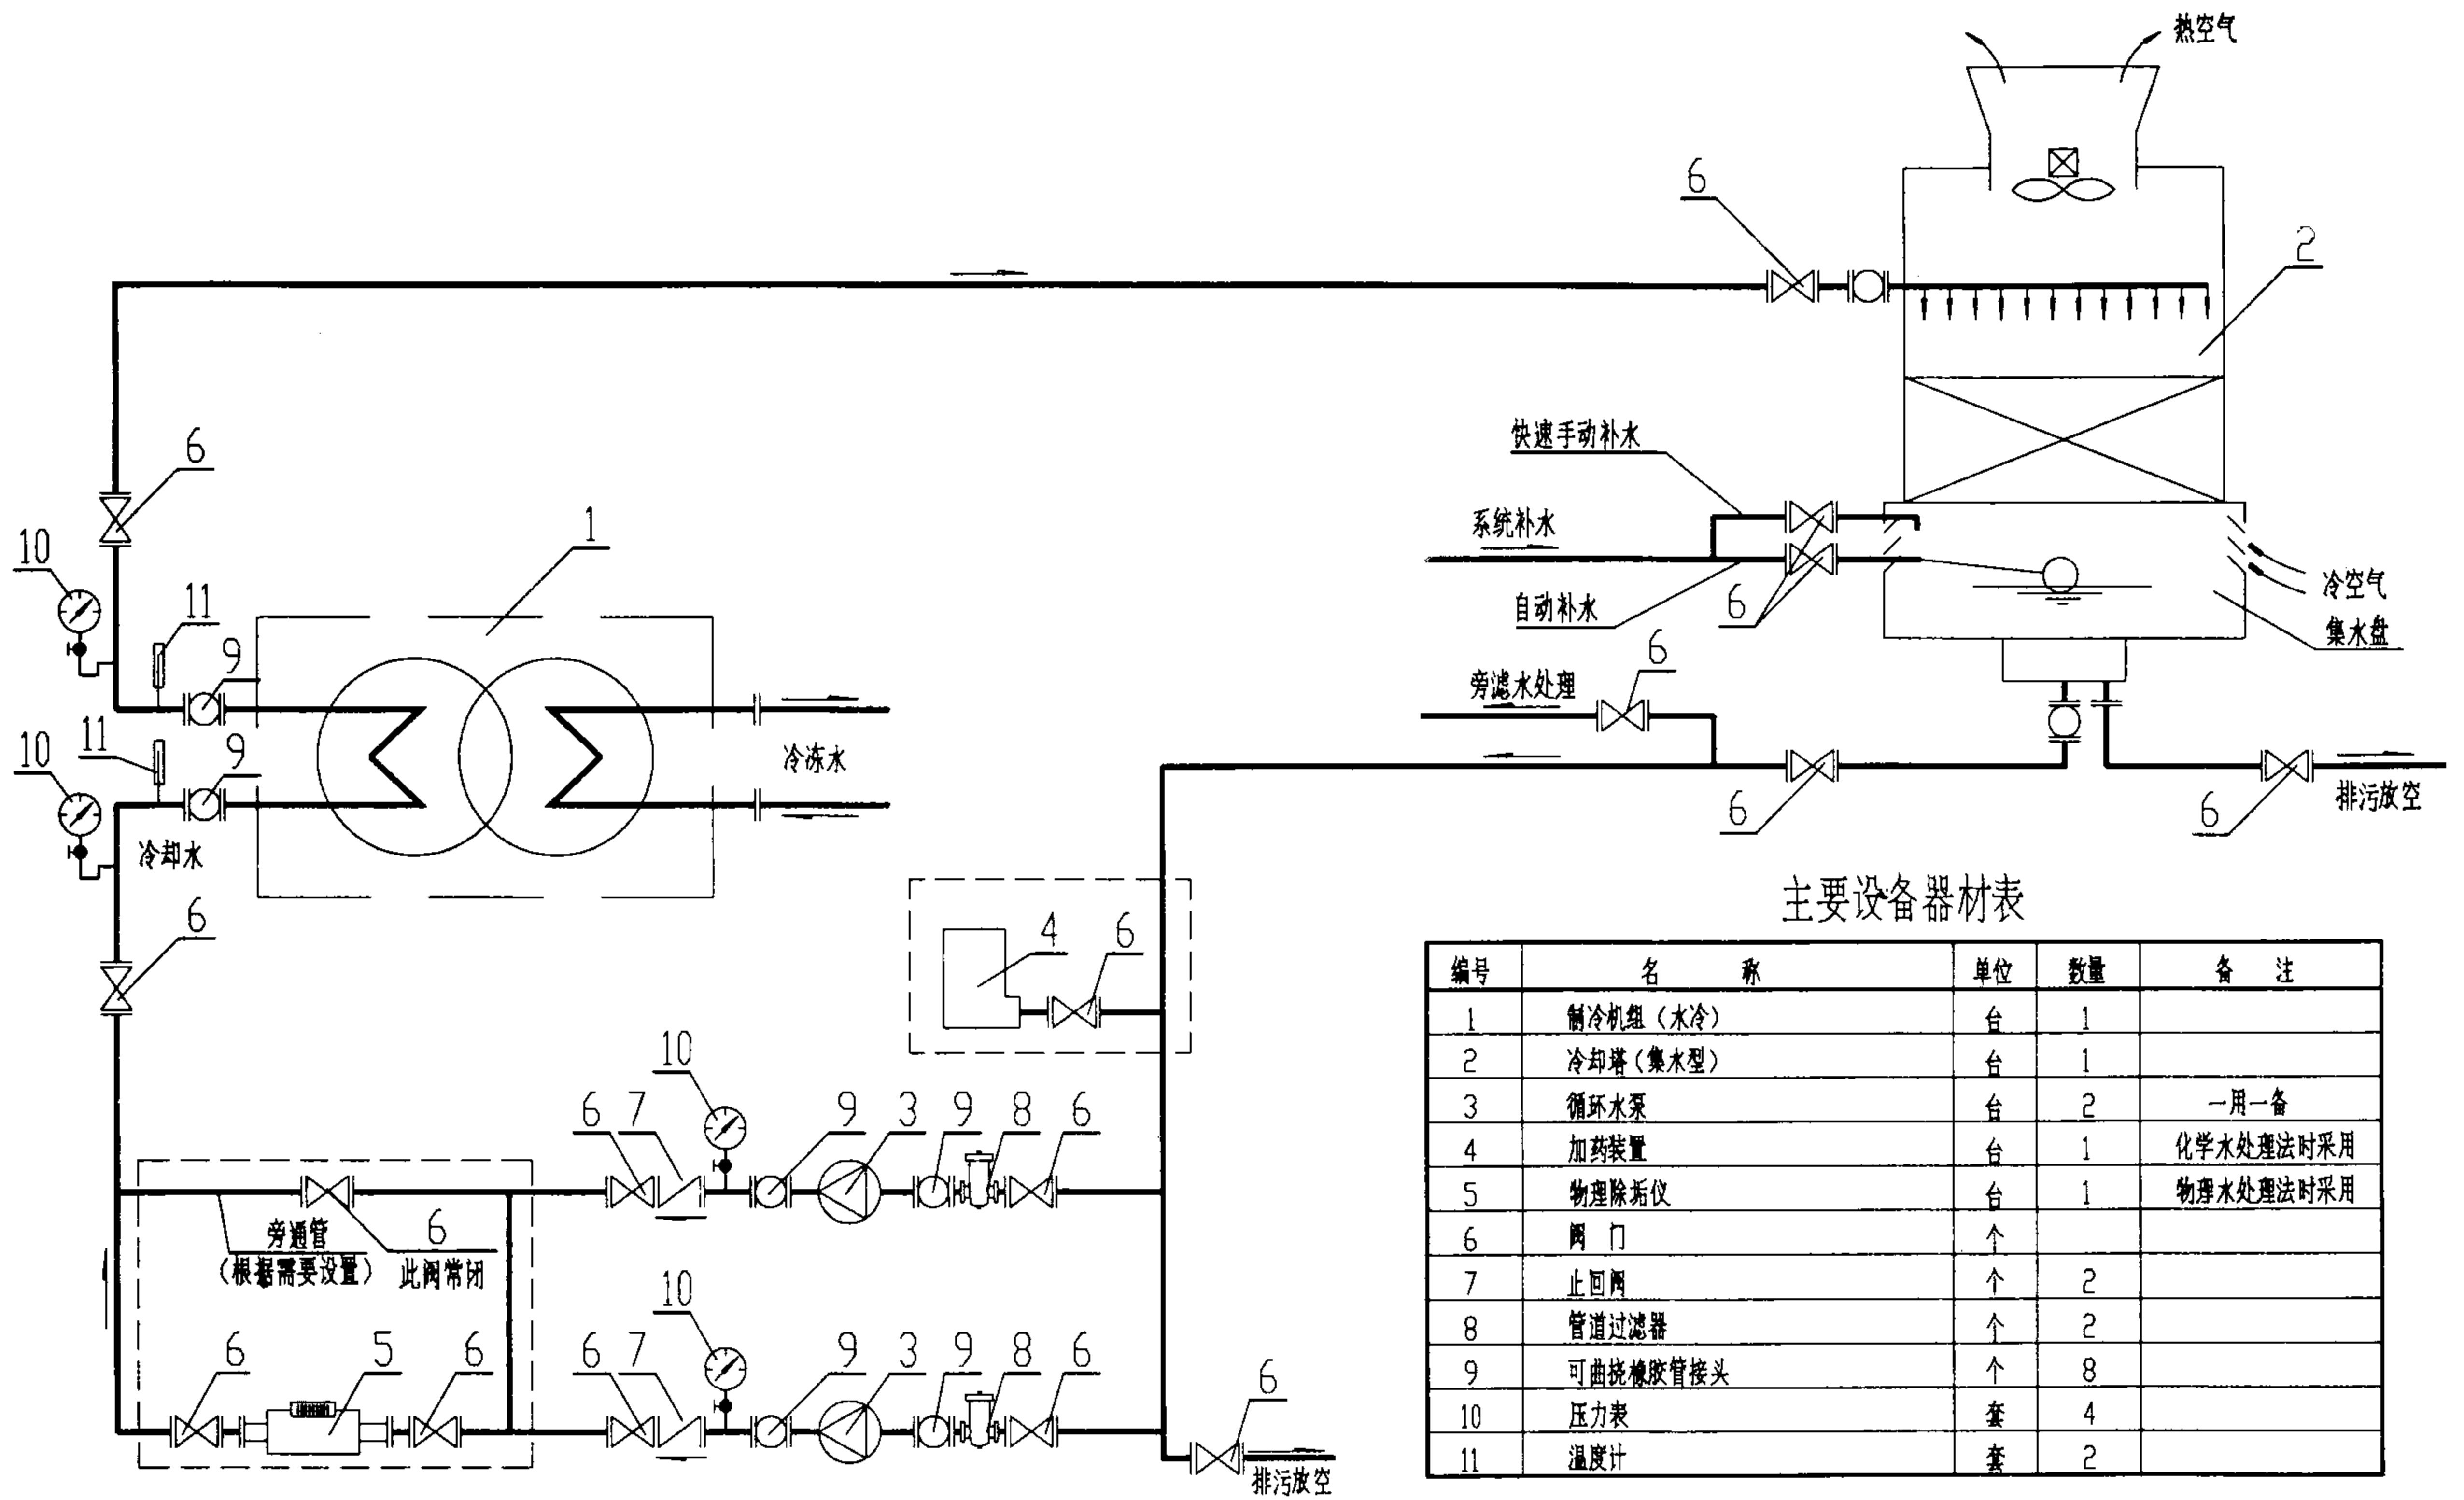 热空气
6
2
快速手动补水
6
系统补水
10
1
冷空气
11
自动补水
6
集水盘
9
6
旁滤水处理
10
11
9
冷冻水
6
6
排污放空
冷却水
6
主要设备器材表
4
6
编号 名 称 单位 数量 备 注
1 制冷机组（水冷） 台 1
2 冷却塔（集水型） 台 1
3 循环水泵 台 2 一用一备
4 加药装置 台 1 化学水处理法时采用
5 物理除垢仪 台 1 物理水处理法时采用
6 阀 门 个
7 止回阀 个 2
8 管道过滤器 个 2
9 可曲挠橡胶管接头 个 8
10 压力表 套 4
11 温度计 套 2
10
6 7 9 3 9 8 6
旁通管
（根据需要设置）
6
此阀常闭
10
6 5 6 6 7 9 3 9 8 6
6
排污放空